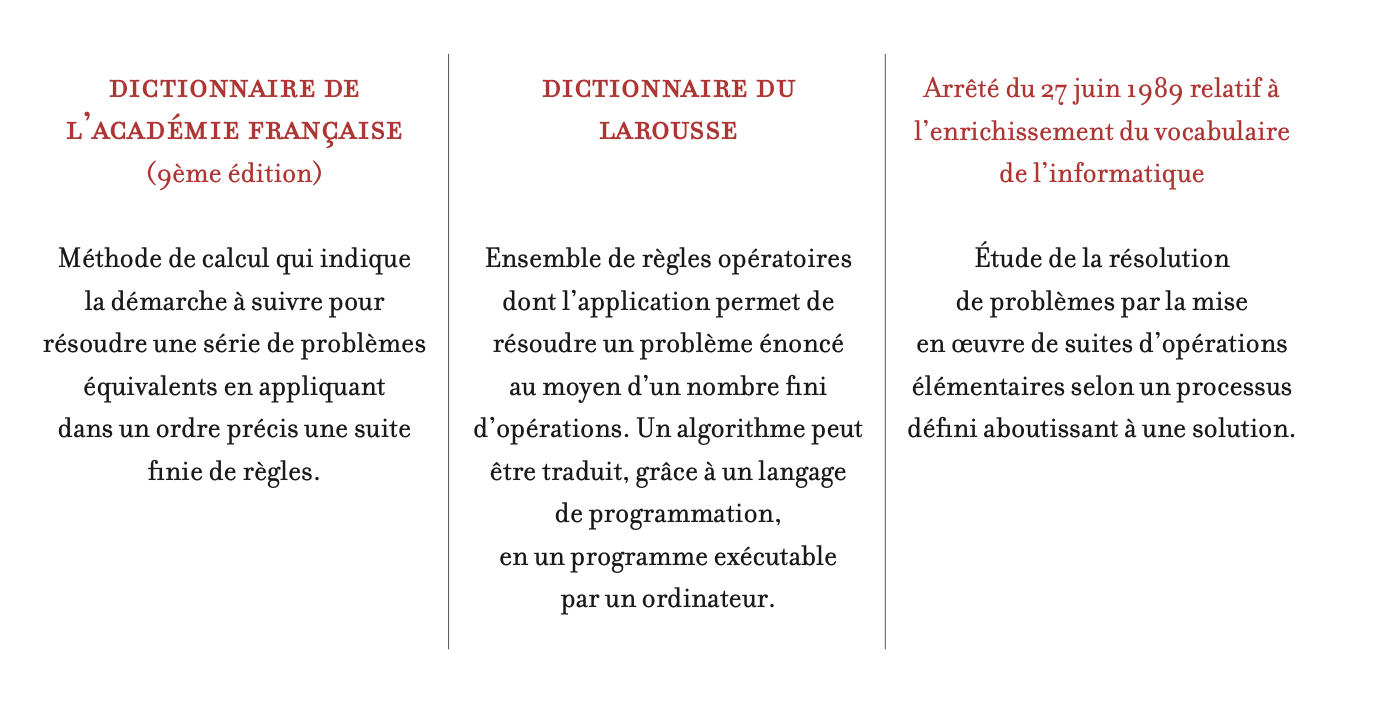 DICTIONNAIRE DE
L’ACADÉMIE FRANÇAISE
(9ème édition)
Méthode de calcul qui indique
la démarche à suivre pour
résoudre une série de problèmes
équivalents en appliquant
dans un ordre précis une suite
finie de règles.
DICTIONNAIRE DU
LAROUSSE
Ensemble de règles opératoires
dont l’application permet de
résoudre un problème énoncé
au moyen d’un nombre fini
d’opérations. Un algorithme peut
être traduit, grâce à un langage
de programmation,
en un programme exécutable
par un ordinateur.
Arrêté du 27 juin 1989 relatif à
l’enrichissement du vocabulaire
de l’informatique
Étude de la résolution
de problèmes par la mise
en œuvre de suites d’opérations
élémentaires selon un processus
défini aboutissant à une solution.